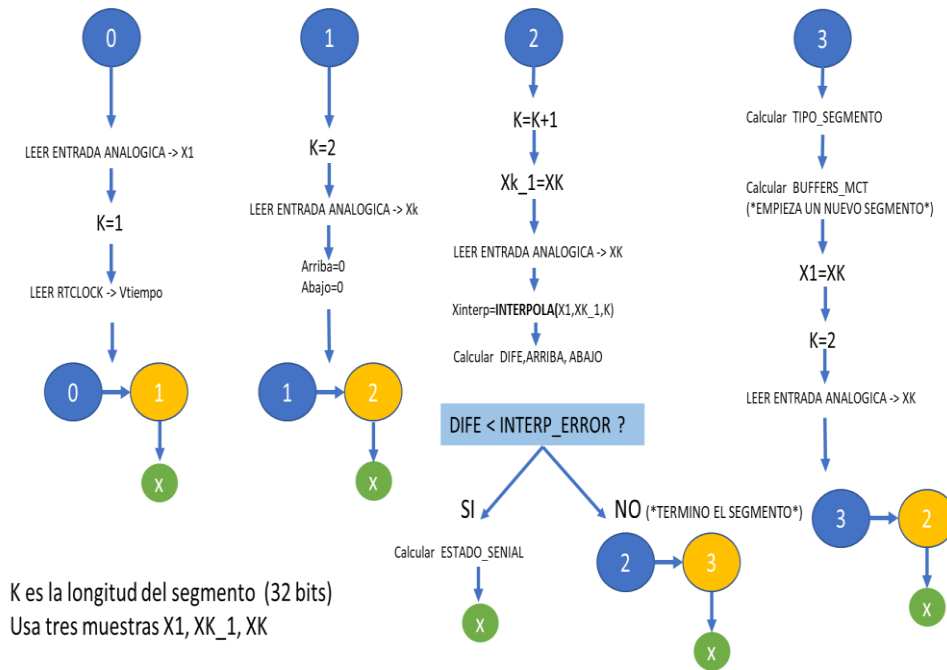 0
LEER ENTRADA ANALOGICA -> X1
K=1
LEER RTCLOCK -> Vtiempo
0
1
x
1
K=2
LEER ENTRADA ANALOGICA -> Xk
Arriba=0
Abajo=0
1
2
x
2
K=K+1
Xk_1=XK
LEER ENTRADA ANALOGICA -> XK
Xinterp=INTERPOLA(X1,XK_1,K)
Calcular DIFE,ARRIBA, ABAJO
DIFE < INTERP_ERROR ?
SI
Calcular ESTADO_SENIAL
x
NO (*TERMINO EL SEGMENTO*)
2
3
x
3
Calcular TIPO_SEGMENTO
Calcular BUFFERS_MCT
(*EMPIEZA UN NUEVO SEGMENTO*)
X1=XK
K=2
LEER ENTRADA ANALOGICA -> XK
3
2
x
K es la longitud del segmento (32 bits)
Usa tres muestras X1, XK_1, XK